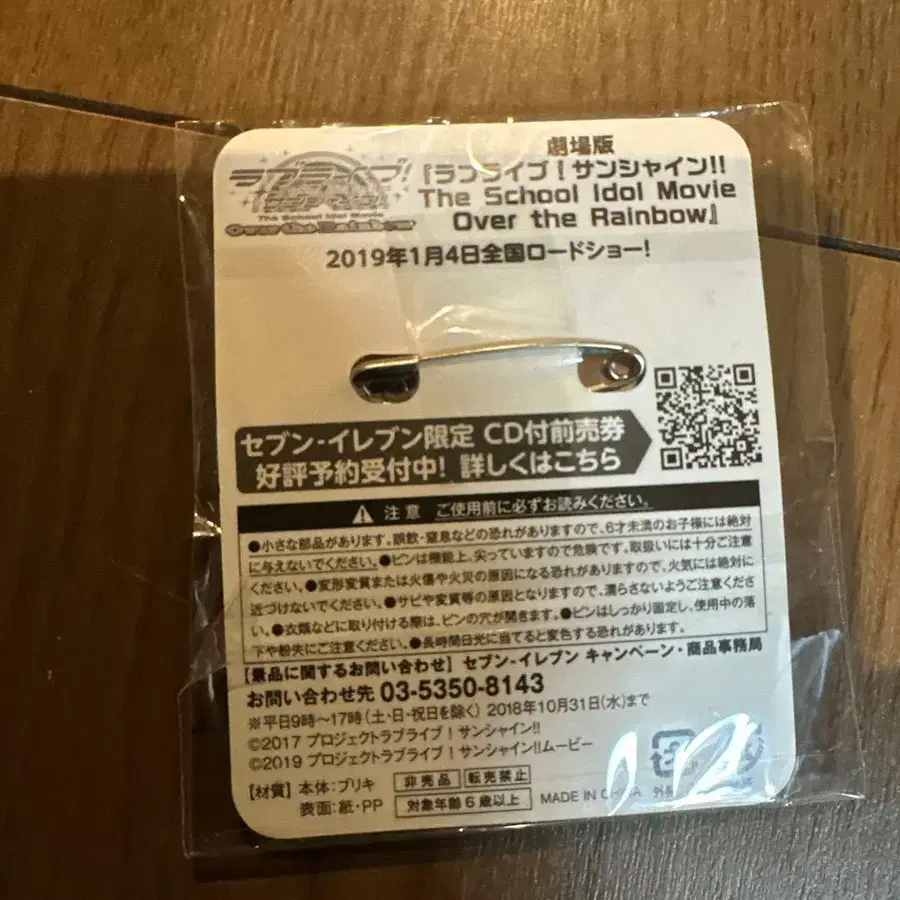 劇場版
ラブライブ!
サンシャイン!!
The School Idol Movie
Over the Rainbow
『ラブライブ!サンシャイン!!
The School Idol Movie
Over the Rainbow』
2019年1月4日全国ロードショー!
セブン-イレブン限定 CD付前売券
好評予約受付中! 詳しくはこちら
注意 ご使用前に必ずお読みください。
●小さな部品があります。誤飲・窒息などの恐れがありますので、6才未満のお子様には絶対
に与えないでください。●ピンは機能上、尖っていますので危険です。取扱いには十分ご注意
ください。●変形変質または火傷や火災の原因になる恐れがありますので、火気には絶対に
近づけないでください。●サビや変質等の原因となりますので、濡らさないようご注意くださ
い。●衣類などに取り付ける際は、ピンの穴が開きます。●ピンはしっかり固定し、使用中の落
下や紛失にご注意ください。●長時間日光に当てると変色する恐れがあります。
【景品に関するお問い合わせ】セブン-イレブン キャンペーン・商品事務局
お問い合わせ先 03-5350-8143
※平日9時〜17時(土・日・祝日を除く) 2018年10月31日(水)まで
©2017 プロジェクトラブライブ!サンシャイン!!
©2019 プロジェクトラブライブ!サンシャイン!!ムービー
【材質】本体:ブリキ
表面:紙・PP
非売品 転売禁止
対象年齢6歳以上
MADE IN CHINA